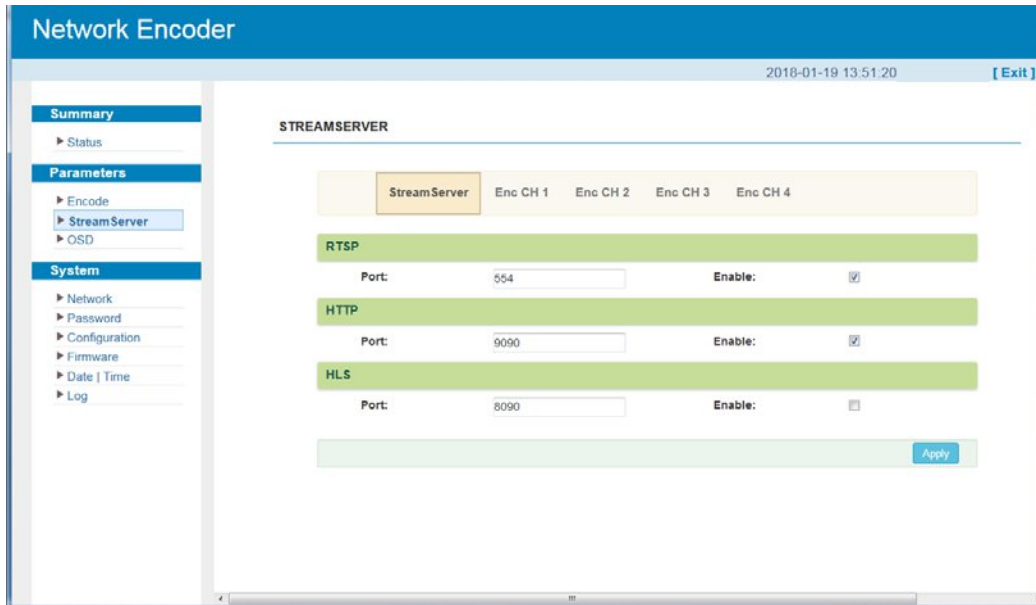 Network Encoder
2018-01-19 13:51:20
[ Exit ]
Summary
Status
Parameters
Encode
StreamServer
OSD
System
Network
Password
Configuration
Firmware
Date | Time
Log
STREAMSERVER
StreamServer Enc CH 1 Enc CH 2 Enc CH 3 Enc CH 4
RTSP
Port: 554 Enable:
HTTP
Port: 9090 Enable:
HLS
Port: 8090 Enable:
Apply